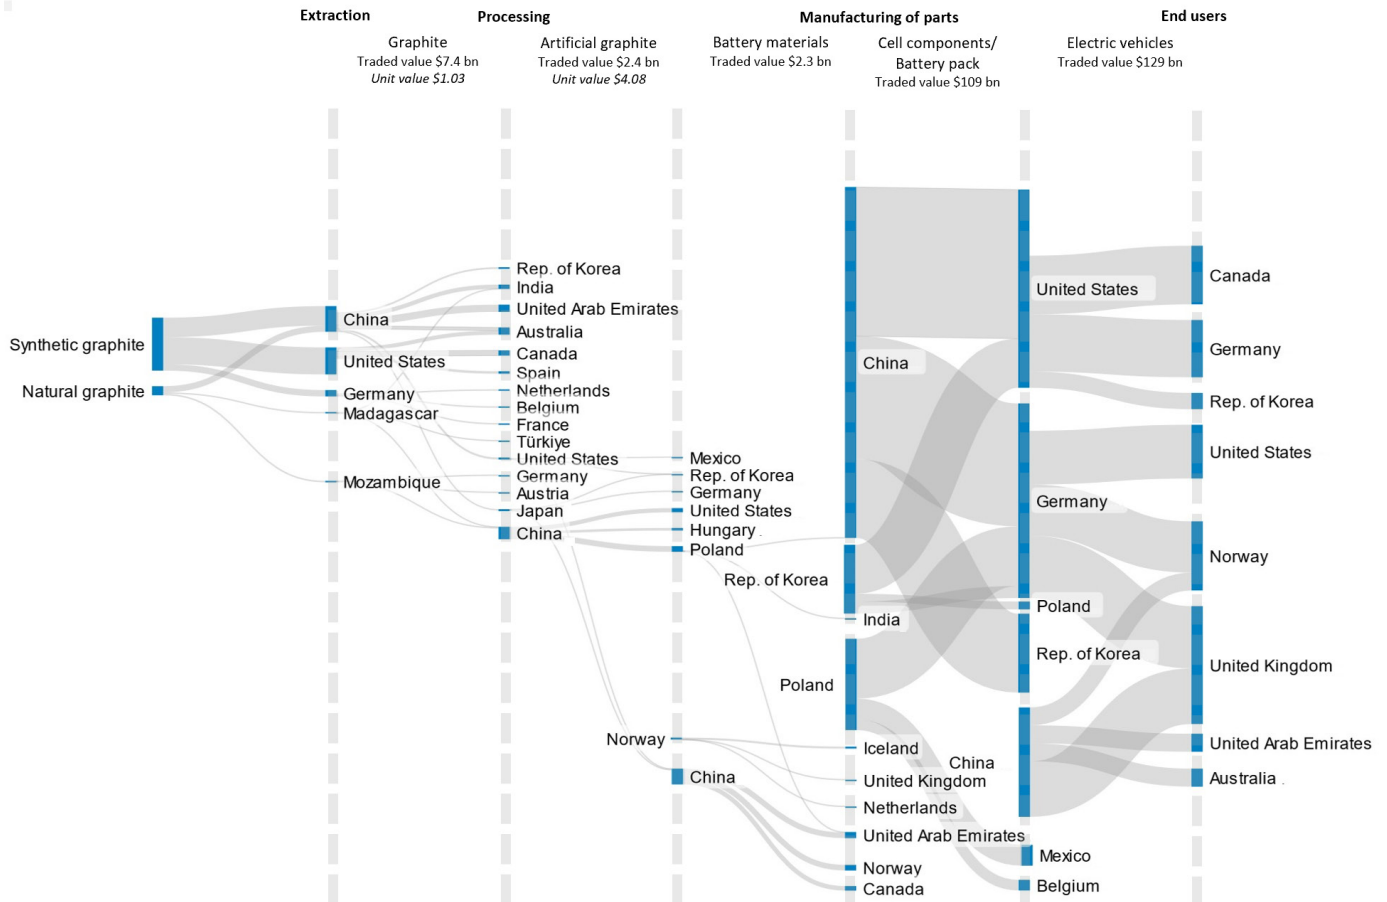 Extraction
Processing
Manufacturing of parts
End users
Graphite
Traded value $7.4 bn
Unit value $1.03
Artificial graphite
Traded value $2.4 bn
Unit value $4.08
Battery materials
Traded value $2.3 bn
Cell components/
Battery pack
Traded value $109 bn
Electric vehicles
Traded value $129 bn
Synthetic graphite
Natural graphite
China
United States
Germany
Madagascar
Mozambique
Rep. of Korea
India
United Arab Emirates
Australia
Canada
Spain
Netherlands
Belgium
France
Türkiye
United States
Germany
Austria
Japan
China
Mexico
Rep. of Korea
Germany
United States
Hungary
Poland
Norway
China
China
Rep. of Korea
India
Poland
Iceland
United Kingdom
Netherlands
United Arab Emirates
Norway
Canada
United States
Germany
Poland
Rep. of Korea
China
Mexico
Belgium
Canada
Germany
Rep. of Korea
United States
Norway
United Kingdom
United Arab Emirates
Australia